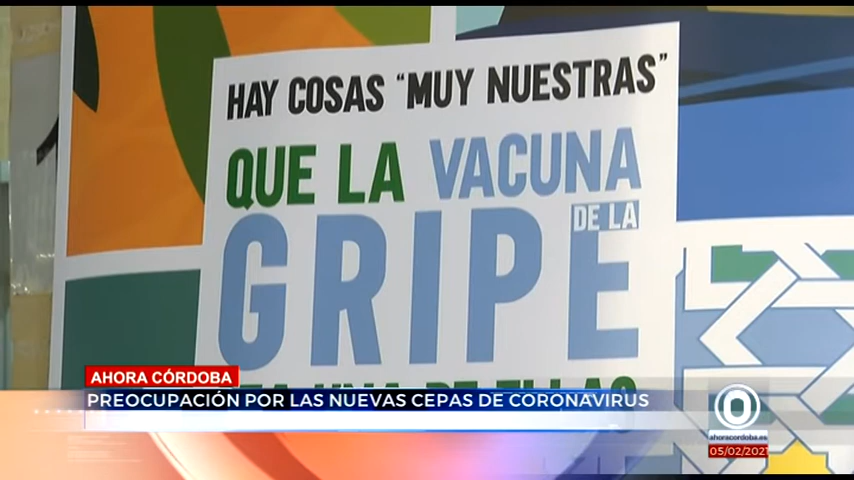 HAY COSAS "MUY NUESTRAS"
QUE LA VACUNA
DE LA
GRIPE
AHORA CÓRDOBA
PREOCUPACIÓN POR LAS NUEVAS CEPAS DE CORONAVIRUS
ahoracordoba.es
05/02/2021